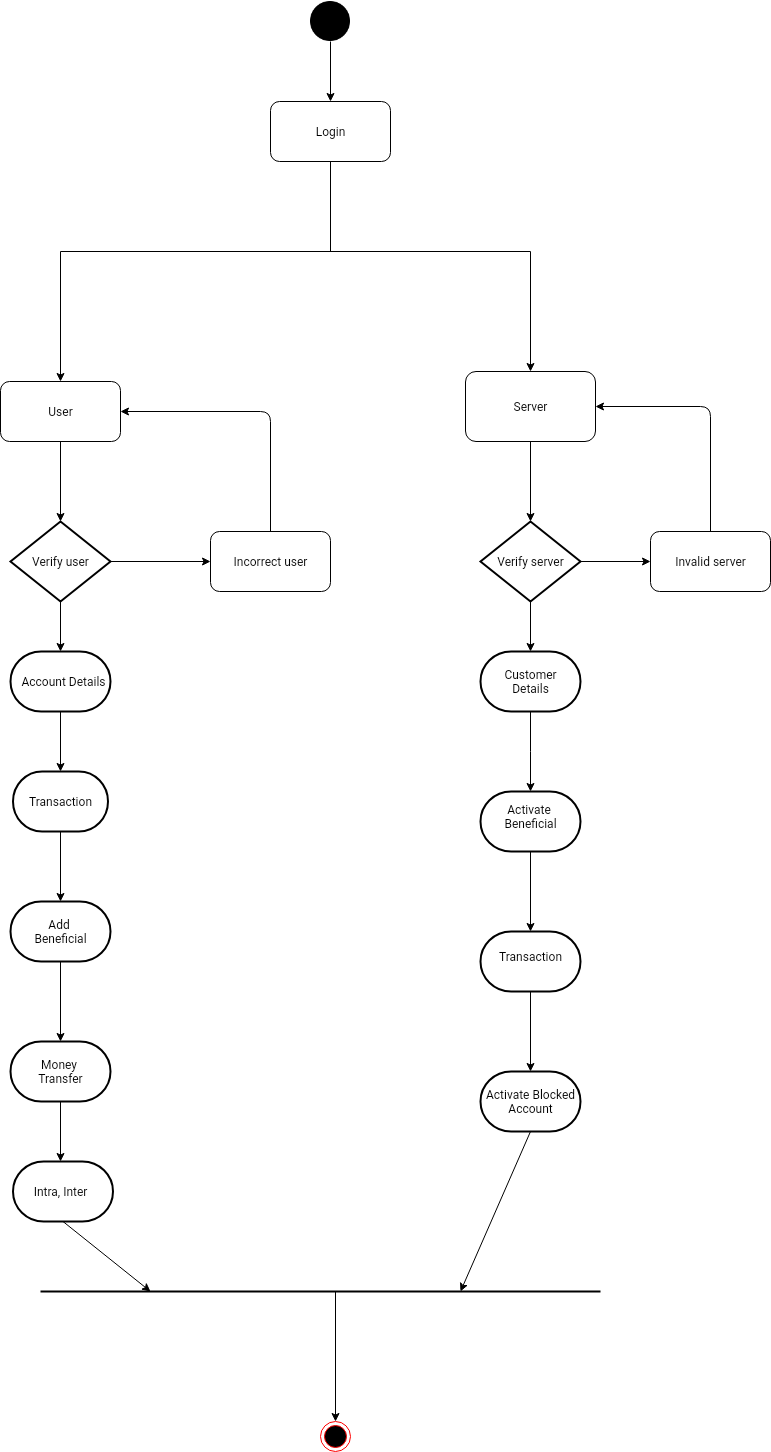 Login
User
Server
Verify user
Incorrect user
Verify server
Invalid server
Account Details
Customer
Details
Transaction
Activate
Beneficial
Add
Beneficial
Transaction
Money
Transfer
Activate Blocked
Account
Intra, Inter